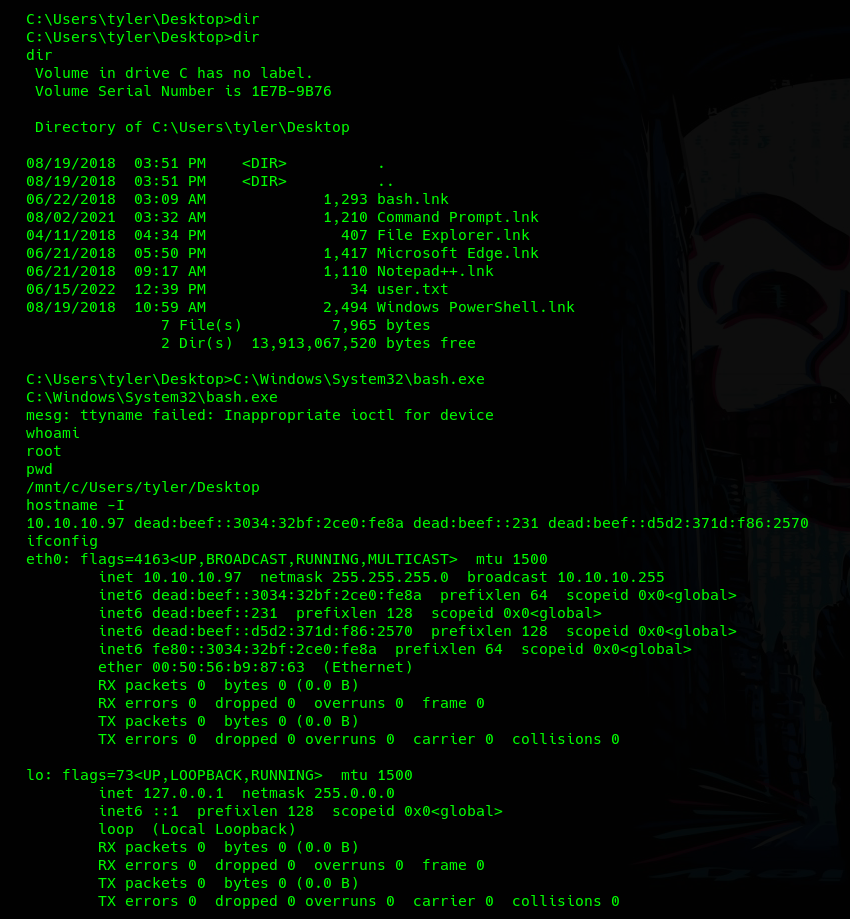 C:\Users\tyler\Desktop>dir
C:\Users\tyler\Desktop>dir
dir
 Volume in drive C has no label.
 Volume Serial Number is 1E7B-9B76

 Directory of C:\Users\tyler\Desktop

08/19/2018  03:51 PM    <DIR>          .
08/19/2018  03:51 PM    <DIR>          ..
06/22/2018  03:09 AM             1,293 bash.lnk
08/02/2021  03:32 AM             1,210 Command Prompt.lnk
04/11/2018  04:34 PM               407 File Explorer.lnk
06/21/2018  05:50 PM             1,417 Microsoft Edge.lnk
06/21/2018  09:17 AM             1,110 Notepad++.lnk
06/15/2022  12:39 PM                34 user.txt
08/19/2018  10:59 AM             2,494 Windows PowerShell.lnk
               7 File(s)          7,965 bytes
               2 Dir(s)  13,913,067,520 bytes free

C:\Users\tyler\Desktop>C:\Windows\System32\bash.exe
C:\Windows\System32\bash.exe
mesg: ttyname failed: Inappropriate ioctl for device
whoami
root
pwd
/mnt/c/Users/tyler/Desktop
hostname -I
10.10.10.97 dead:beef::3034:32bf:2ce0:fe8a dead:beef::231 dead:beef::d5d2:371d:f86:2570
ifconfig
eth0: flags=4163<UP,BROADCAST,RUNNING,MULTICAST>  mtu 1500
        inet 10.10.10.97  netmask 255.255.255.0  broadcast 10.10.10.255
        inet6 dead:beef::3034:32bf:2ce0:fe8a  prefixlen 64  scopeid 0x0<global>
        inet6 dead:beef::231  prefixlen 128  scopeid 0x0<global>
        inet6 dead:beef::d5d2:371d:f86:2570  prefixlen 128  scopeid 0x0<global>
        inet6 fe80::3034:32bf:2ce0:fe8a  prefixlen 64  scopeid 0x0<global>
        ether 00:50:56:b9:87:63  (Ethernet)
        RX packets 0  bytes 0 (0.0 B)
        RX errors 0  dropped 0  overruns 0  frame 0
        TX packets 0  bytes 0 (0.0 B)
        TX errors 0  dropped 0 overruns 0  carrier 0  collisions 0

lo: flags=73<UP,LOOPBACK,RUNNING>  mtu 1500
        inet 127.0.0.1  netmask 255.0.0.0
        inet6 ::1  prefixlen 128  scopeid 0x0<global>
        loop  (Local Loopback)
        RX packets 0  bytes 0 (0.0 B)
        RX errors 0  dropped 0  overruns 0  frame 0
        TX packets 0  bytes 0 (0.0 B)
        TX errors 0  dropped 0 overruns 0  carrier 0  collisions 0